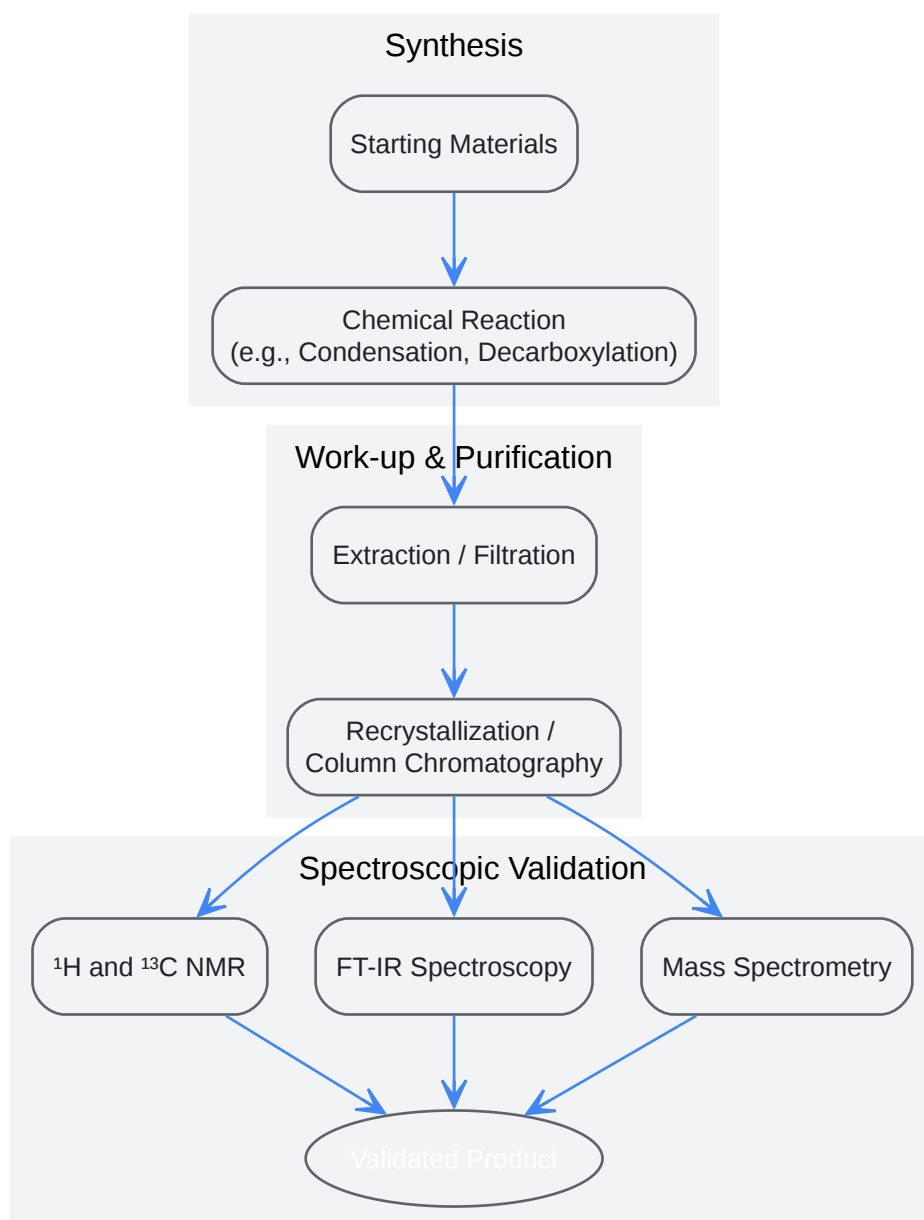 Synthesis
Starting Materials
Chemical Reaction
(e.g., Condensation, Decarboxylation)
Work-up & Purification
Extraction / Filtration
Recrystallization /
Column Chromatography
Spectroscopic Validation
¹H and ¹³C NMR
FT-IR Spectroscopy
Mass Spectrometry
Validated Product